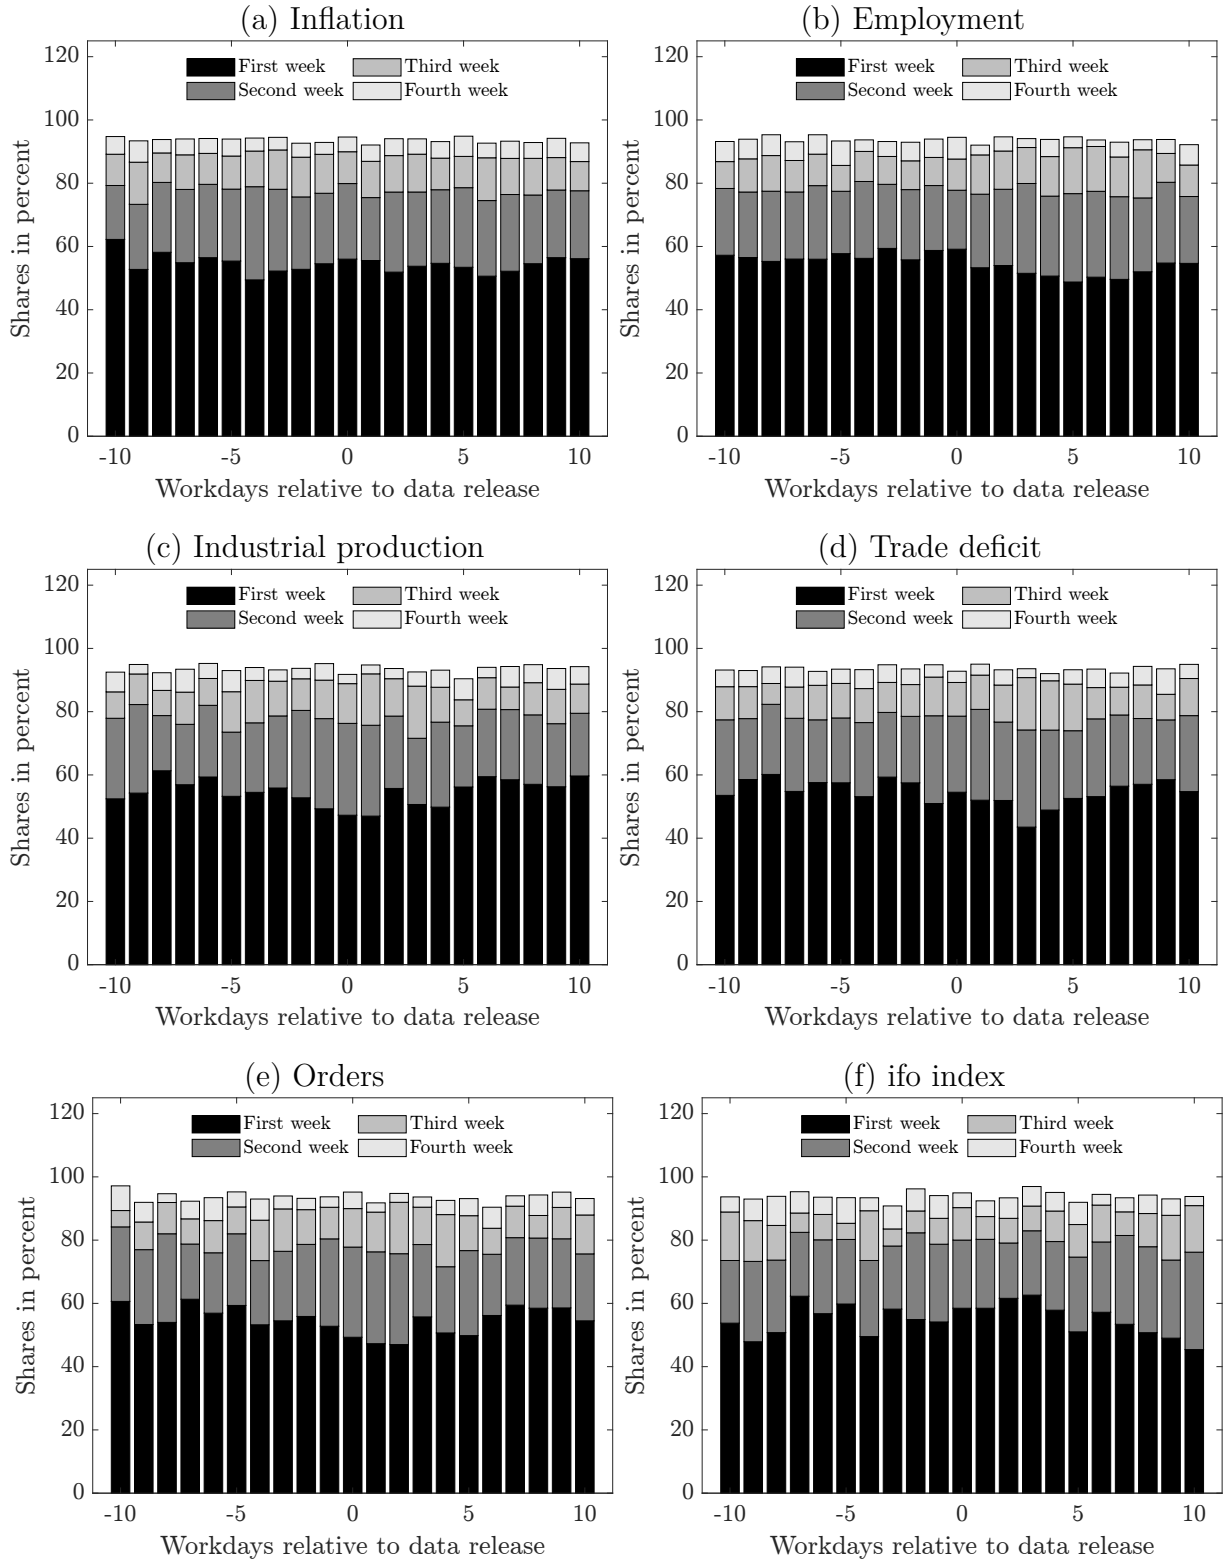 (a) Inflation
120
100
80
60
40
20
0
Shares in percent
First week
Second week
Third week
Fourth week
-10 -5 0 5 10
Workdays relative to data release
(b) Employment
120
100
80
60
40
20
0
Shares in percent
First week
Second week
Third week
Fourth week
-10 -5 0 5 10
Workdays relative to data release
(c) Industrial production
120
100
80
60
40
20
0
Shares in percent
First week
Second week
Third week
Fourth week
-10 -5 0 5 10
Workdays relative to data release
(d) Trade deficit
120
100
80
60
40
20
0
Shares in percent
First week
Second week
Third week
Fourth week
-10 -5 0 5 10
Workdays relative to data release
(e) Orders
120
100
80
60
40
20
0
Shares in percent
First week
Second week
Third week
Fourth week
-10 -5 0 5 10
Workdays relative to data release
(f) ifo index
120
100
80
60
40
20
0
Shares in percent
First week
Second week
Third week
Fourth week
-10 -5 0 5 10
Workdays relative to data release